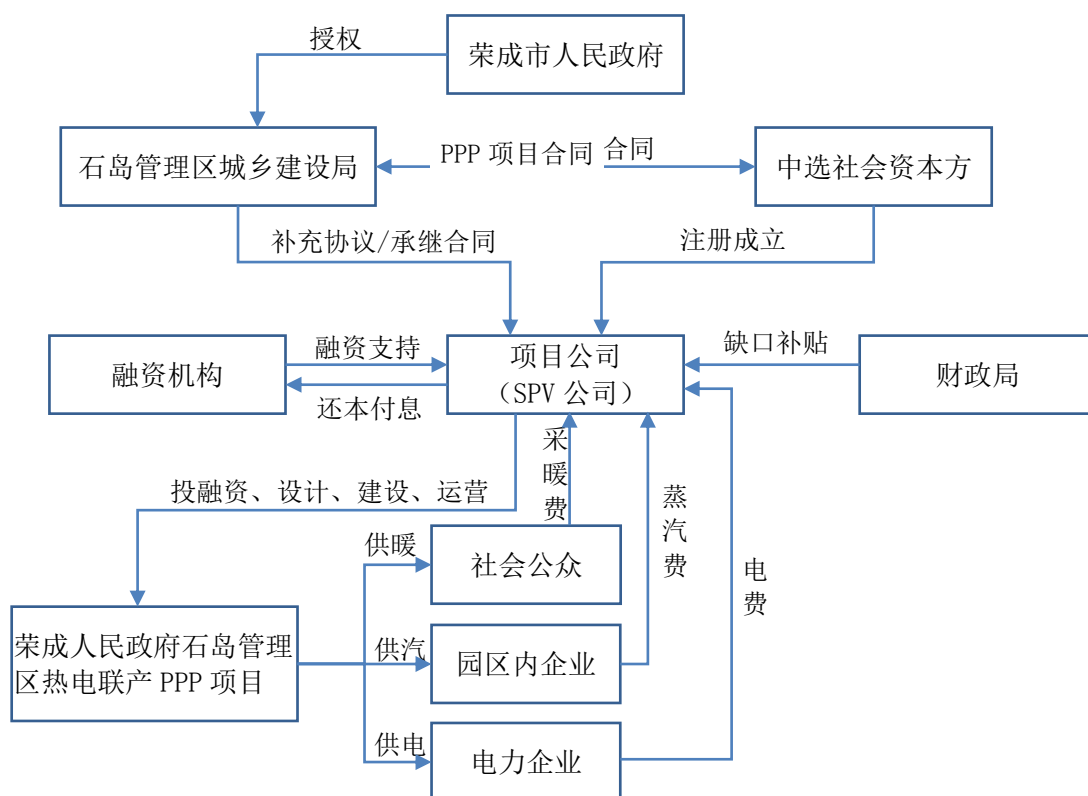 授权
荣成市人民政府
石岛管理区城乡建设局
PPP 项目合同 合同
中选社会资本方
补充协议/承继合同
注册成立
融资机构
融资支持
还本付息
项目公司
（SPV 公司）
缺口补贴
财政局
采暖费
蒸汽费
电费
投融资、设计、建设、运营
供暖
社会公众
荣成人民政府石岛管理
区热电联产 PPP 项目
供汽
园区内企业
供电
电力企业